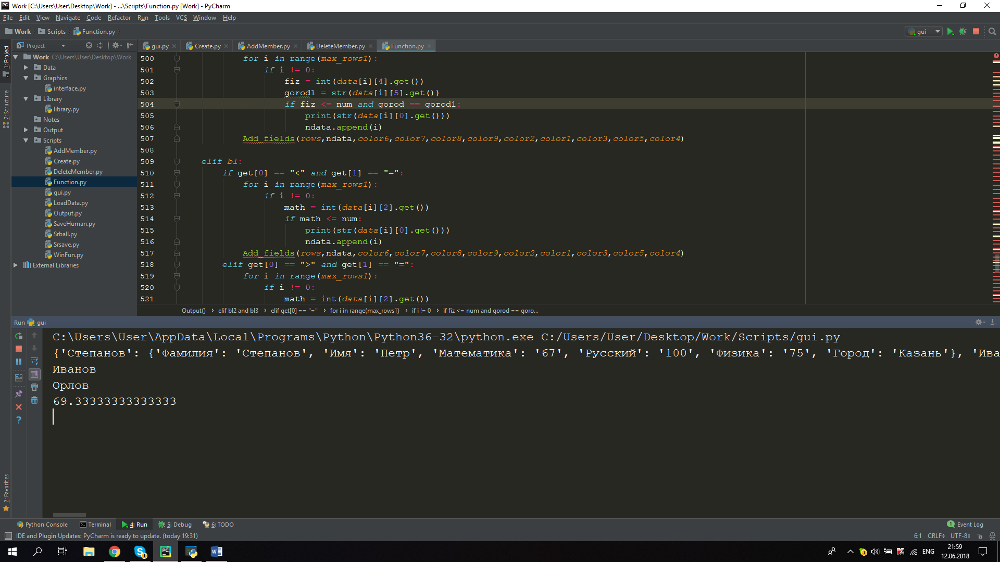 Work [C:\Users\User\Desktop\Work] - ...\Scripts\Function.py [Work] - PyCharm
File Edit View Navigate Code Refactor Run Tools VCS Window Help
Work Scripts Function.py
gui
Project
gui.py Create.py AddMember.py DeleteMember.py Function.py
1: Project
7: Structure
2: Favorites
Work C:\Users\User\Desktop\Work
Data
Graphics
interface.py
Library
library.py
Notes
Output
Scripts
AddMember.py
Create.py
DeleteMember.py
Function.py
gui.py
LoadData.py
Output.py
SaveHuman.py
Srball.py
Srsave.py
WinFun.py
External Libraries
500 for i in range(max_rows1):
501 if i != 0:
502 fiz = int(data[i][4].get())
503 gorod1 = str(data[i][5].get())
504 if fiz <= num and gorod == gorod1:
505 print(str(data[i][0].get()))
506 ndata.append(i)
507 Add_fields(rows,ndata,color6,color7,color8,color9,color2,color1,color3,color5,color4)
508
509 elif bl:
510 if get[0] == "<" and get[1] == "=":
511 for i in range(max_rows1):
512 if i != 0:
513 math = int(data[i][2].get())
514 if math <= num:
515 print(str(data[i][0].get()))
516 ndata.append(i)
517 Add_fields(rows,ndata,color6,color7,color8,color9,color2,color1,color3,color5,color4)
518 elif get[0] == ">" and get[1] == "=":
519 for i in range(max_rows1):
520 if i != 0:
521 math = int(data[i][2].get())
Output() › elif bl2 and bl3 › elif get[0] == "=" › for i in range(max_rows1) › if i != 0 › if fiz <= num and gorod == goro...
Run gui
C:\Users\User\AppData\Local\Programs\Python\Python36-32\python.exe C:/Users/User/Desktop/Work/Scripts/gui.py
{'Степанов': {'Фамилия': 'Степанов', 'Имя': 'Петр', 'Математика': '67', 'Русский': '100', 'Физика': '75', 'Город': 'Казань'}, 'Ива
Иванов
Орлов
69.33333333333333
Python Console Terminal 4: Run 5: Debug 6: TODO
1 Event Log
IDE and Plugin Updates: PyCharm is ready to update. (today 19:31)
6:1 CRLF÷ UTF-8÷
ENG
21:59
12.06.2018